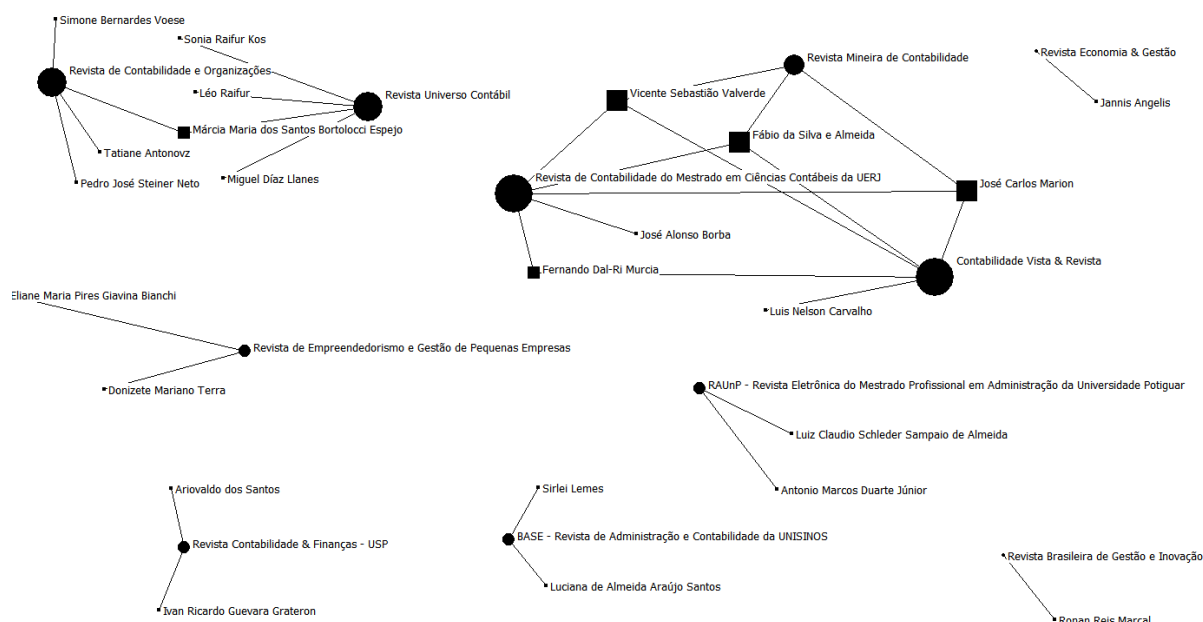 Simone Bernardes Voese
Sonia Raifur Kos
Revista de Contabilidade e Organizações
Léo Raifur
Revista Universo Contábil
Márcia Maria dos Santos Bortolocci Espejo
Tatiane Antonovz
Pedro José Steiner Neto
Miguel Díaz Llanes
Revista Mineira de Contabilidade
Vicente Sebastião Valverde
Fábio da Silva e Almeida
Revista de Contabilidade do Mestrado em Ciências Contábeis da UERJ
José Carlos Marion
José Alonso Borba
Contabilidade Vista & Revista
Fernando Dal-Ri Murcia
Luis Nelson Carvalho
Revista Economia & Gestão
Jannis Angelis
Eliane Maria Pires Giavina Bianchi
Revista de Empreendedorismo e Gestão de Pequenas Empresas
Donizete Mariano Terra
RAUnP - Revista Eletrônica do Mestrado Profissional em Administração da Universidade Potiguar
Luiz Claudio Schleder Sampaio de Almeida
Antonio Marcos Duarte Júnior
Ariovaldo dos Santos
Revista Contabilidade & Finanças - USP
Ivan Ricardo Guevara Grateron
Sirlei Lemes
BASE - Revista de Administração e Contabilidade da UNISINOS
Luciana de Almeida Araújo Santos
Revista Brasileira de Gestão e Inovação
Ronan Reis Marçal